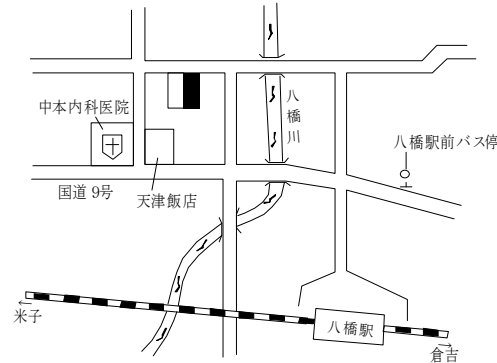 中本内科医院
八橋川
八橋駅前バス停
国道 9号
天津飯店
米子
八橋駅
倉吉